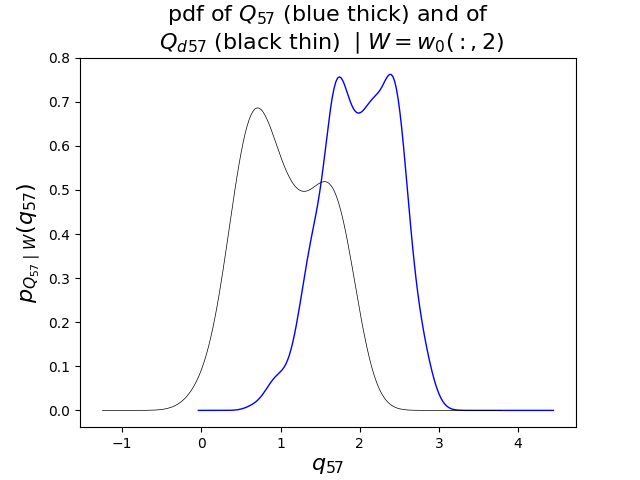 pdf of Q57 (blue thick) and of
Qd57 (black thin) | W = w0(:, 2)
pQ57 | W(q57)
0.8
0.7
0.6
0.5
0.4
0.3
0.2
0.1
0.0
−1 0 1 2 3 4
q57